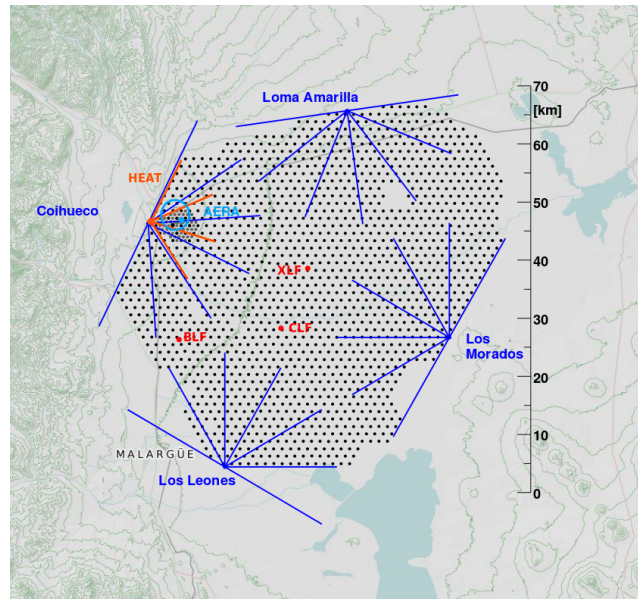 Loma Amarilla
70
[km]
60
HEAT
Coihueco
AERA
50
XLF
40
CLF
BLF
30
Los
Morados
20
MALARGÜE
10
Los Leones
0